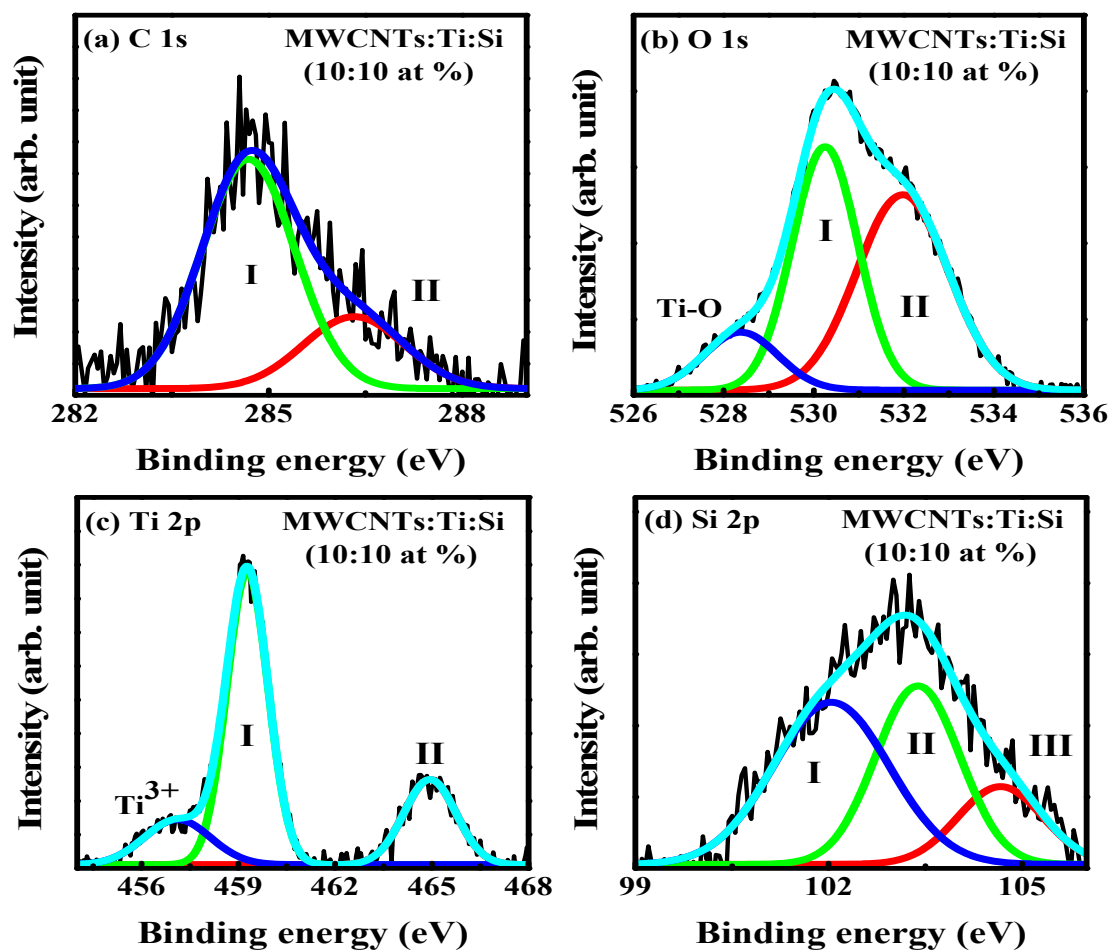 (a) C 1s
MWCNTs:Ti:Si
(10:10 at %)
I
II
Intensity (arb. unit)
282 285 288
Binding energy (eV)
(b) O 1s
MWCNTs:Ti:Si
(10:10 at %)
I
Ti-O
II
Intensity (arb. unit)
526 528 530 532 534 536
Binding energy (eV)
(c) Ti 2p
MWCNTs:Ti:Si
(10:10 at %)
I
II
Ti³⁺
Intensity (arb. unit)
456 459 462 465 468
Binding energy (eV)
(d) Si 2p
MWCNTs:Ti:Si
(10:10 at %)
I
II
III
Intensity (arb. unit)
99 102 105
Binding energy (eV)